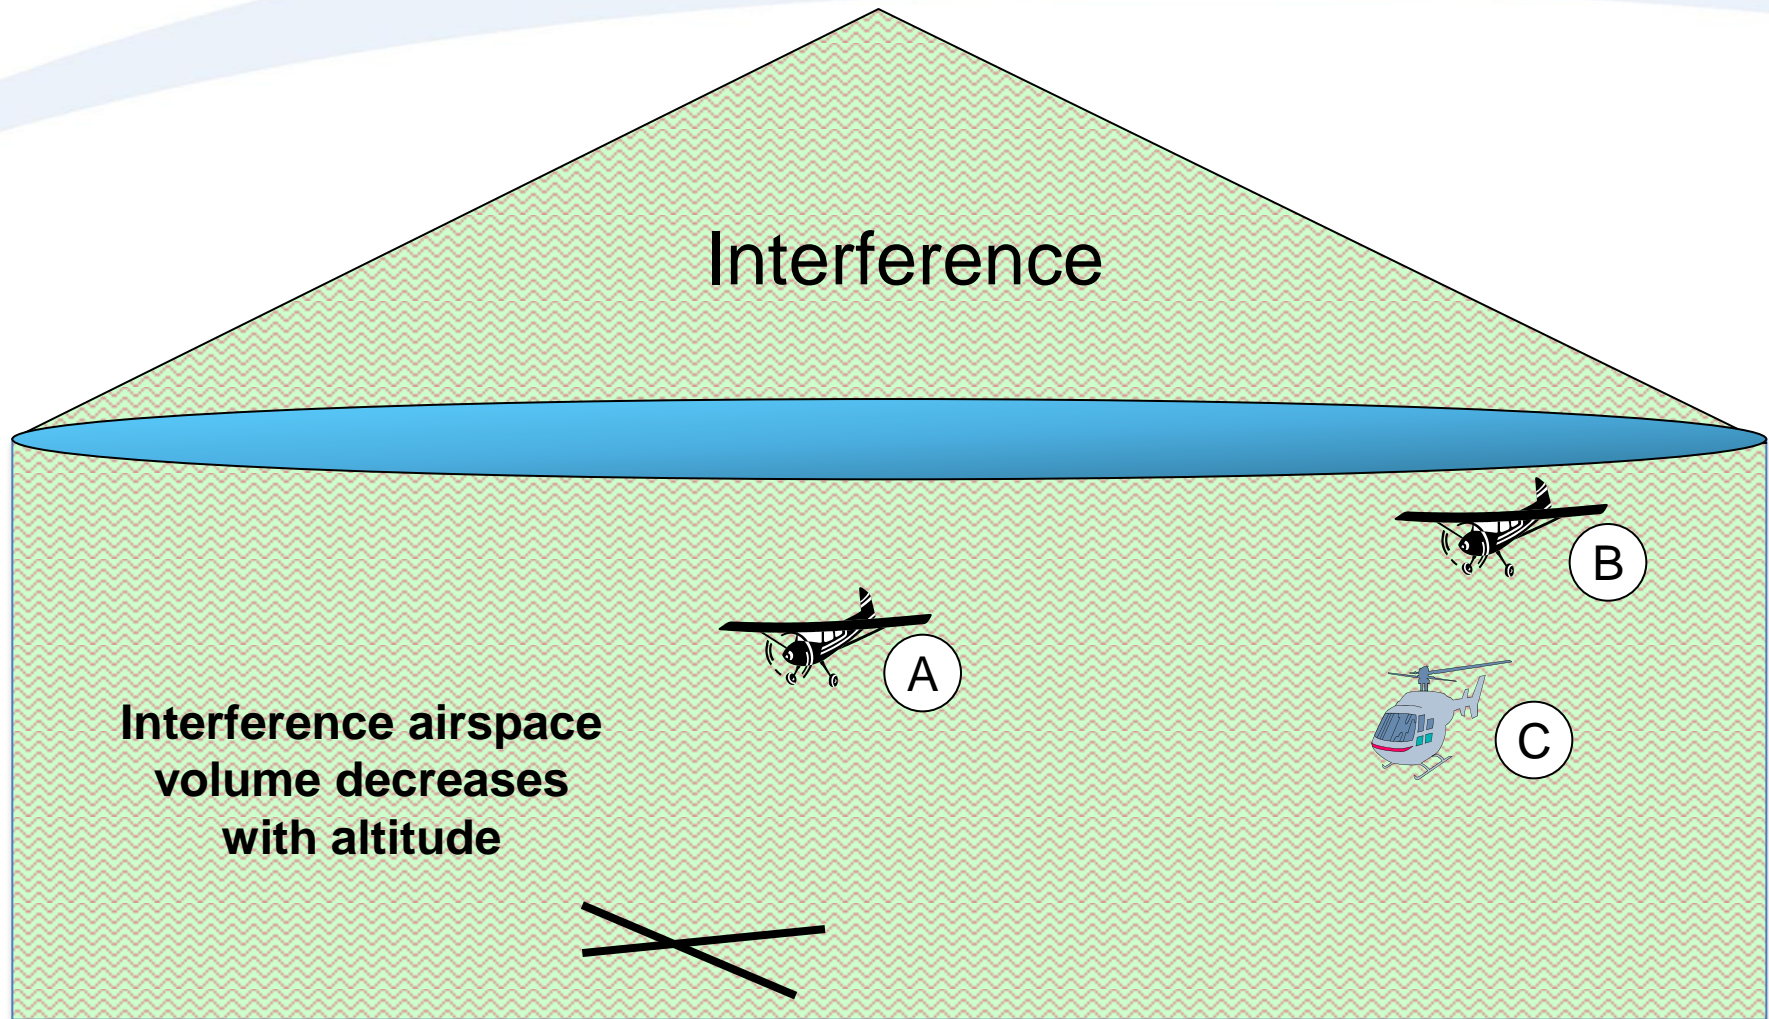 Interference
B
A
C
Interference airspace
volume decreases
with altitude